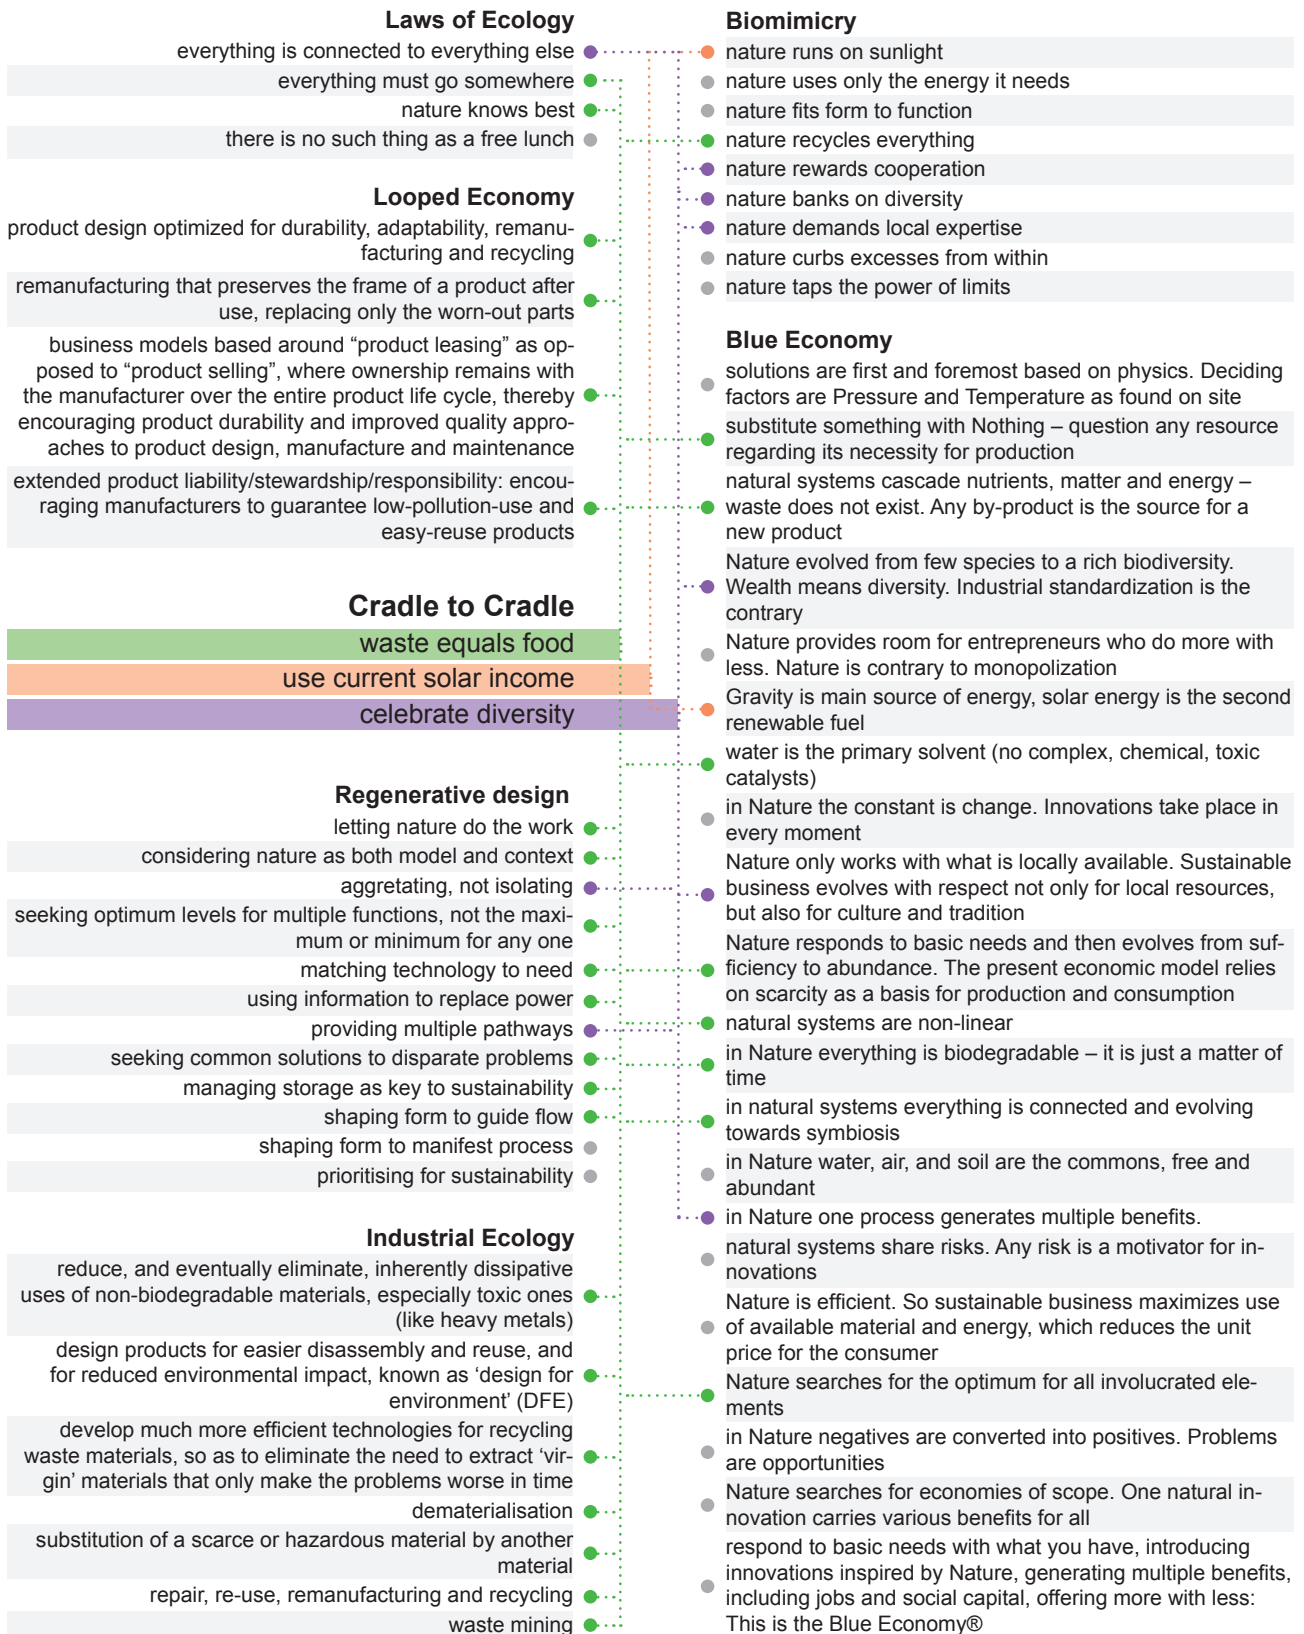 Laws of Ecology
everything is connected to everything else
everything must go somewhere
nature knows best
there is no such thing as a free lunch
Looped Economy
product design optimized for durability, adaptability, remanu-
facturing and recycling
remanufacturing that preserves the frame of a product after
use, replacing only the worn-out parts
business models based around “product leasing” as op-
posed to “product selling”, where ownership remains with
the manufacturer over the entire product life cycle, thereby
encouraging product durability and improved quality appro-
aches to product design, manufacture and maintenance
extended product liability/stewardship/responsibility: encou-
raging manufacturers to guarantee low-pollution-use and
easy-reuse products
Cradle to Cradle
waste equals food
use current solar income
celebrate diversity
Regenerative design
letting nature do the work
considering nature as both model and context
aggretating, not isolating
seeking optimum levels for multiple functions, not the maxi-
mum or minimum for any one
matching technology to need
using information to replace power
providing multiple pathways
seeking common solutions to disparate problems
managing storage as key to sustainability
shaping form to guide flow
shaping form to manifest process
prioritising for sustainability
Industrial Ecology
reduce, and eventually eliminate, inherently dissipative
uses of non-biodegradable materials, especially toxic ones
(like heavy metals)
design products for easier disassembly and reuse, and
for reduced environmental impact, known as ‘design for
environment’ (DFE)
develop much more efficient technologies for recycling
waste materials, so as to eliminate the need to extract ‘vir-
gin’ materials that only make the problems worse in time
dematerialisation
substitution of a scarce or hazardous material by another
material
repair, re-use, remanufacturing and recycling
waste mining
Biomimicry
nature runs on sunlight
nature uses only the energy it needs
nature fits form to function
nature recycles everything
nature rewards cooperation
nature banks on diversity
nature demands local expertise
nature curbs excesses from within
nature taps the power of limits
Blue Economy
solutions are first and foremost based on physics. Deciding
factors are Pressure and Temperature as found on site
substitute something with Nothing – question any resource
regarding its necessity for production
natural systems cascade nutrients, matter and energy –
waste does not exist. Any by-product is the source for a
new product
Nature evolved from few species to a rich biodiversity.
Wealth means diversity. Industrial standardization is the
contrary
Nature provides room for entrepreneurs who do more with
less. Nature is contrary to monopolization
Gravity is main source of energy, solar energy is the second
renewable fuel
water is the primary solvent (no complex, chemical, toxic
catalysts)
in Nature the constant is change. Innovations take place in
every moment
Nature only works with what is locally available. Sustainable
business evolves with respect not only for local resources,
but also for culture and tradition
Nature responds to basic needs and then evolves from suf-
ficiency to abundance. The present economic model relies
on scarcity as a basis for production and consumption
natural systems are non-linear
in Nature everything is biodegradable – it is just a matter of
time
in natural systems everything is connected and evolving
towards symbiosis
in Nature water, air, and soil are the commons, free and
abundant
in Nature one process generates multiple benefits.
natural systems share risks. Any risk is a motivator for in-
novations
Nature is efficient. So sustainable business maximizes use
of available material and energy, which reduces the unit
price for the consumer
Nature searches for the optimum for all involucrated ele-
ments
in Nature negatives are converted into positives. Problems
are opportunities
Nature searches for economies of scope. One natural in-
novation carries various benefits for all
respond to basic needs with what you have, introducing
innovations inspired by Nature, generating multiple benefits,
including jobs and social capital, offering more with less:
This is the Blue Economy®